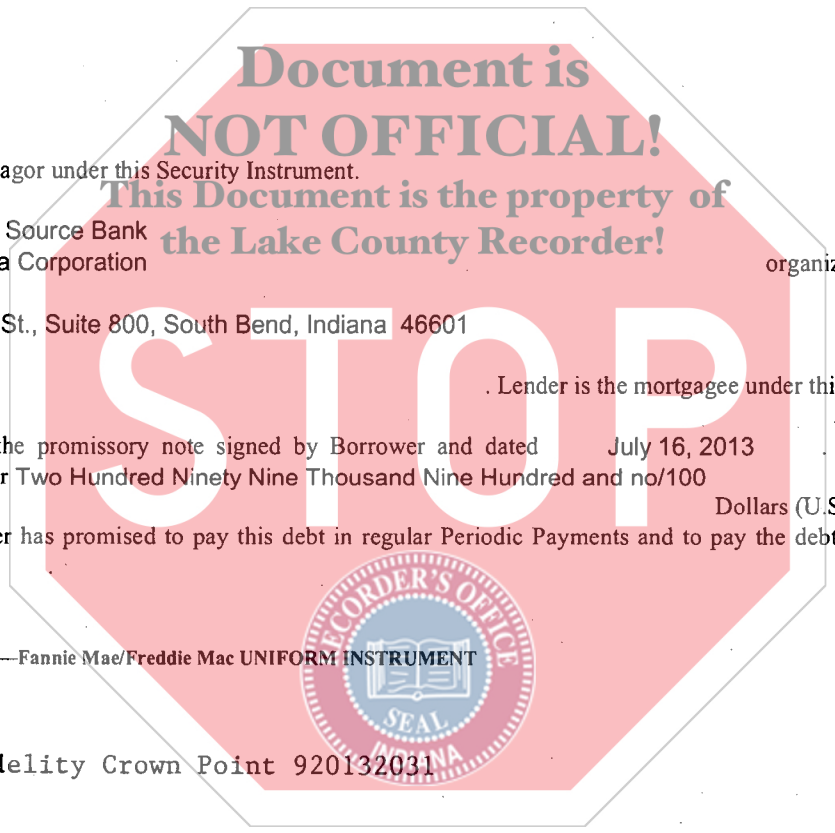 Document is
NOT OFFICIAL!
agor under this Security Instrument.
This Document is the property of
Source Bank
the Lake County Recorder!
a Corporation organiz
St., Suite 800, South Bend, Indiana 46601
STOP
. Lender is the mortgagee under thi
he promissory note signed by Borrower and dated July 16, 2013 .
r Two Hundred Ninety Nine Thousand Nine Hundred and no/100
Dollars (U.S
er has promised to pay this debt in regular Periodic Payments and to pay the debt
.
RECORDER'S OFFICE
—Fannie Mae/Freddie Mac UNIFORM INSTRUMENT
SEAL
INDIANA
lelity Crown Point 920132031